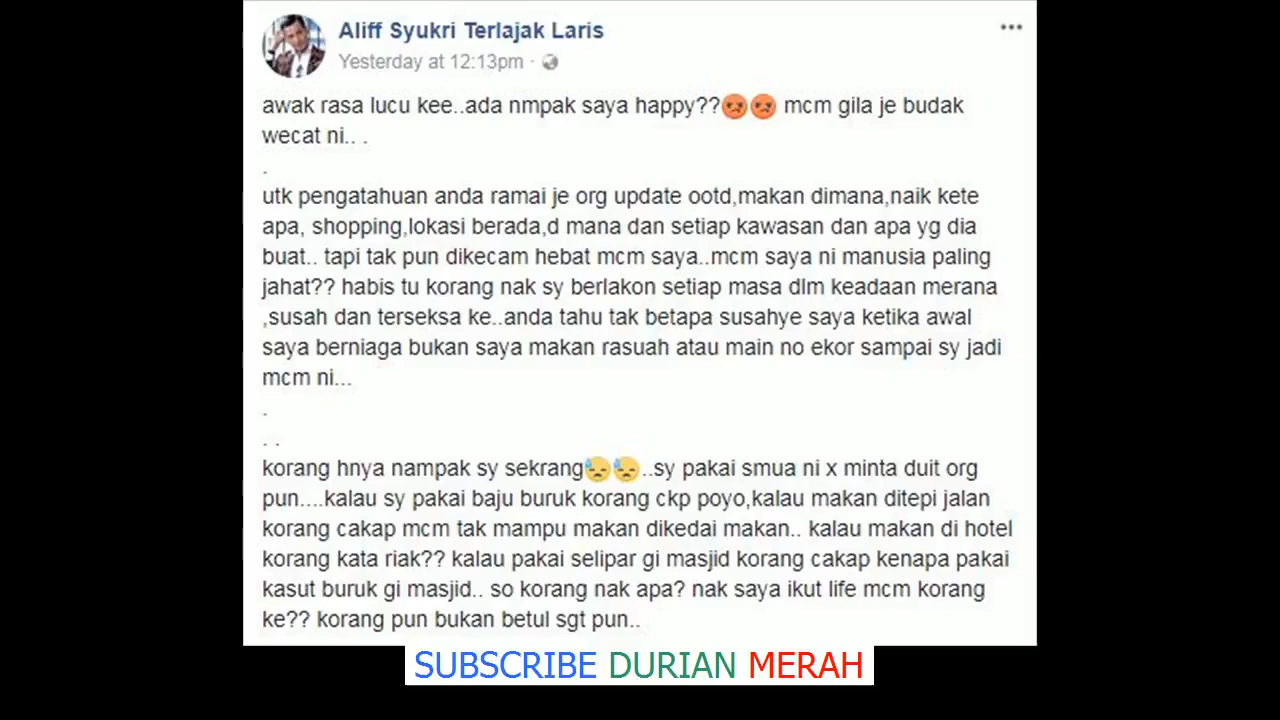 Aliff Syukri Terlajak Laris
Yesterday at 12:13pm ·
awak rasa lucu kee..ada nmpak saya happy??😡😡 mcm gila je budak
wecat ni.. .
.
utk pengatahuan anda ramai je org update ootd,makan dimana,naik kete
apa, shopping,lokasi berada,d mana dan setiap kawasan dan apa yg dia
buat.. tapi tak pun dikecam hebat mcm saya..mcm saya ni manusia paling
jahat?? habis tu korang nak sy berlakon setiap masa dlm keadaan merana
,susah dan terseksa ke..anda tahu tak betapa susahye saya ketika awal
saya berniaga bukan saya makan rasuah atau main no ekor sampai sy jadi
mcm ni...
.
. .
korang hnya nampak sy sekrang😓😓..sy pakai smua ni x minta duit org
pun....kalau sy pakai baju buruk korang ckp poyo,kalau makan ditepi jalan
korang cakap mcm tak mampu makan dikedai makan.. kalau makan di hotel
korang kata riak?? kalau pakai selipar gi masjid korang cakap kenapa pakai
kasut buruk gi masjid.. so korang nak apa? nak saya ikut life mcm korang
ke?? korang pun bukan betul sgt pun..
SUBSCRIBE DURIAN MERAH